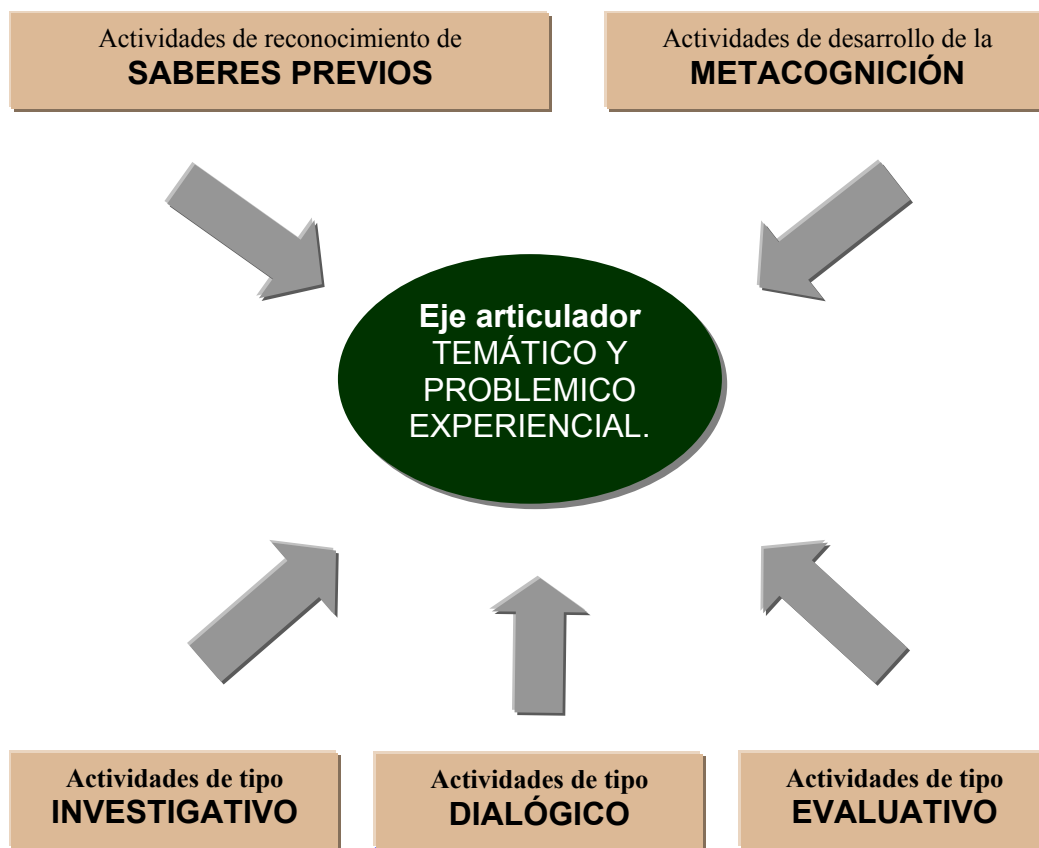 Actividades de reconocimiento de
SABERES PREVIOS
Actividades de desarrollo de la
METACOGNICIÓN
Eje articulador
TEMÁTICO Y
PROBLEMICO
EXPERIENCIAL.
Actividades de tipo
INVESTIGATIVO
Actividades de tipo
DIALÓGICO
Actividades de tipo
EVALUATIVO